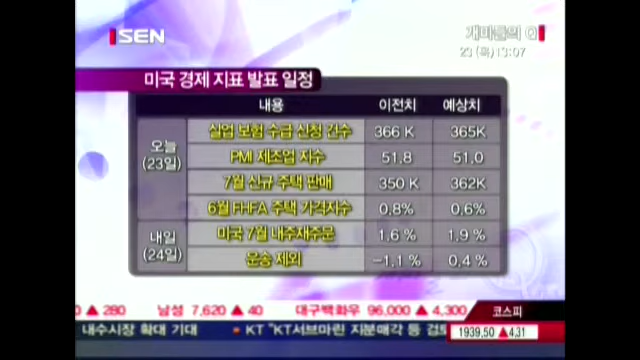 SEN
개미들의
23 (목) 13:07
미국 경제 지표 발표 일정
내용 이전치 예상치
오늘 (23일)
실업 보험 수급 신청 건수 366 K 365K
PMI 제조업 지수 51.8 51.0
7월 신규 주택 판매 350 K 362K
6월 FHFA 주택 가격지수 0.8% 0.6%
내일 (24일)
미국 7월 내구재주문 1.6 % 1.9 %
운송 제외 -1.1 % 0.4 %
▲ 280 남성 7,620 ▲ 40 대구백화우 96,000 ▲ 4,300 코스피
내수시장 확대 기대 KT "KT서브마린 지분매각 등 검토 1939.50 ▲4.31